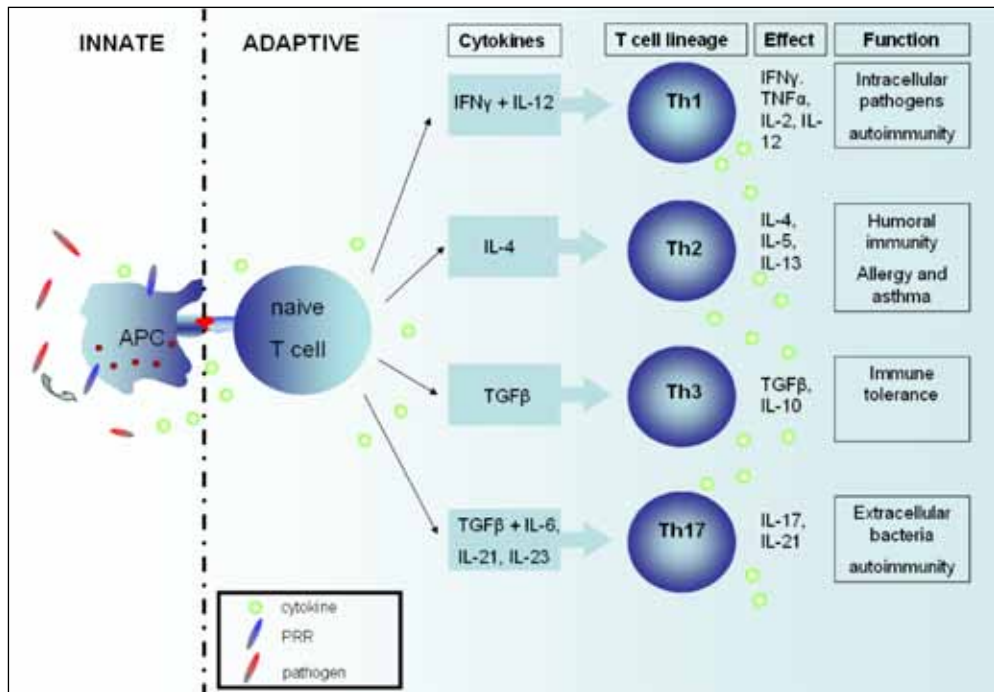 INNATE
ADAPTIVE
Cytokines
T cell lineage
Effect
Function
IFNγ + IL-12
Th1
IFNγ.
TNFα,
IL-2, IL-
12
Intracellular
pathogens
autoimmunity
IL-4
Th2
IL-4,
IL-5,
IL-13
Humoral
immunity
Allergy and
asthma
APC
naive
T cell
TGFβ
Th3
TGFβ,
IL-10
Immune
tolerance
TGFβ + IL-6,
IL-21, IL-23
Th17
IL-17,
IL-21
Extracellular
bacteria
autoimmunity
cytokine
PRR
pathogen